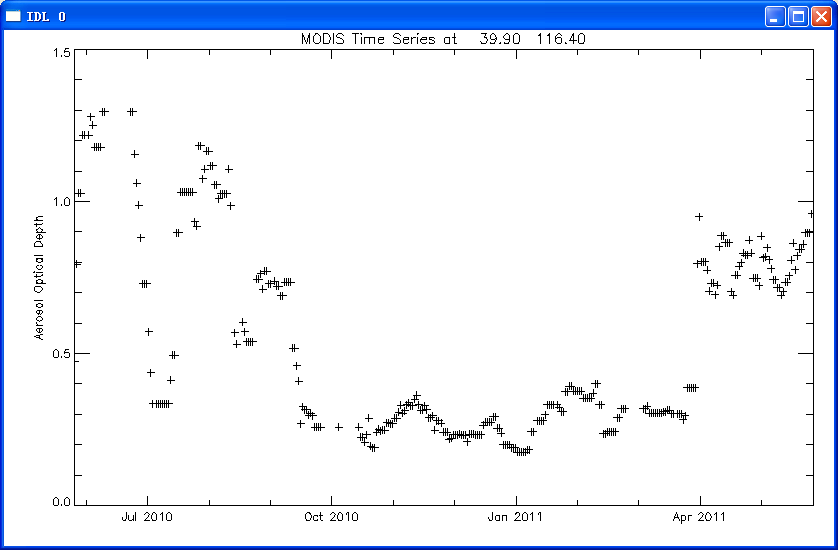 IDL 0
MODIS Time Series at 39.90 116.40
1.5
1.0
0.5
0.0
Aerosol Optical Depth
Jul 2010 Oct 2010 Jan 2011 Apr 2011